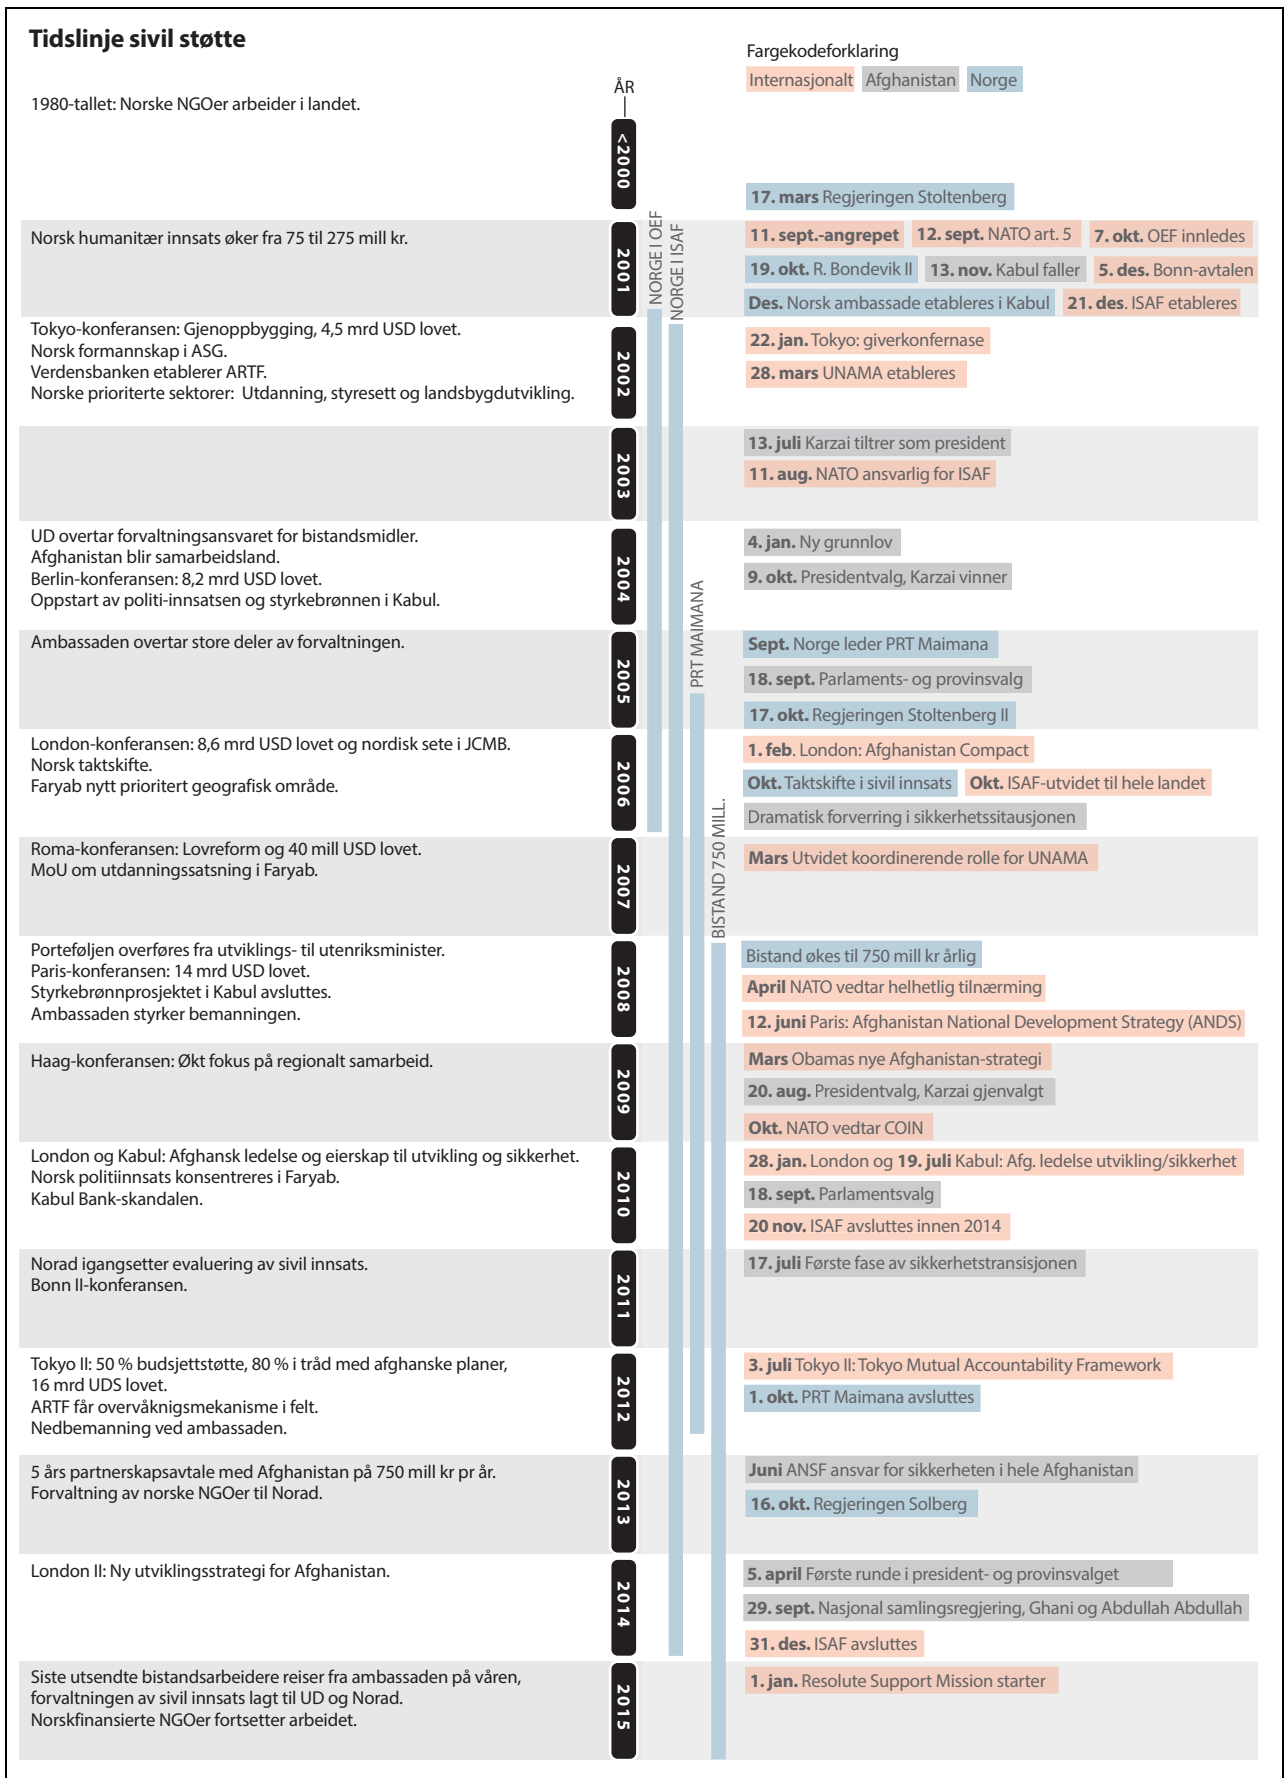 Tidslinje sivil støtte
Fargekodeforklaring
Internasjonalt Afghanistan Norge
ÅR
1980-tallet: Norske NGOer arbeider i landet.
<2000
17. mars Regjeringen Stoltenberg
NORGE I OEF
NORGE I ISAF
Norsk humanitær innsats øker fra 75 til 275 mill kr.
2001
11. sept.-angrepet 12. sept. NATO art. 5 7. okt. OEF innledes
19. okt. R. Bondevik II 13. nov. Kabul faller 5. des. Bonn-avtalen
Des. Norsk ambassade etableres i Kabul 21. des. ISAF etableres
Tokyo-konferansen: Gjenoppbygging, 4,5 mrd USD lovet.
Norsk formannskap i ASG.
Verdensbanken etablerer ARTF.
Norske prioriterte sektorer: Utdanning, styresett og landsbygdutvikling.
2002
22. jan. Tokyo: giverkonfernase
28. mars UNAMA etableres
2003
13. juli Karzai tiltrer som president
11. aug. NATO ansvarlig for ISAF
UD overtar forvaltningsansvaret for bistandsmidler.
Afghanistan blir samarbeidsland.
Berlin-konferansen: 8,2 mrd USD lovet.
Oppstart av politi-innsatsen og styrkebrønnen i Kabul.
2004
4. jan. Ny grunnlov
9. okt. Presidentvalg, Karzai vinner
PRT MAIMANA
Ambassaden overtar store deler av forvaltningen.
2005
Sept. Norge leder PRT Maimana
18. sept. Parlaments- og provinsvalg
17. okt. Regjeringen Stoltenberg II
London-konferansen: 8,6 mrd USD lovet og nordisk sete i JCMB.
Norsk taktskifte.
Faryab nytt prioritert geografisk område.
2006
1. feb. London: Afghanistan Compact
Okt. Taktskifte i sivil innsats Okt. ISAF-utvidet til hele landet
Dramatisk forverring i sikkerhetssitausjonen
BISTAND 750 MILL.
Roma-konferansen: Lovreform og 40 mill USD lovet.
MoU om utdanningssatsning i Faryab.
2007
Mars Utvidet koordinerende rolle for UNAMA
Porteføljen overføres fra utviklings- til utenriksminister.
Paris-konferansen: 14 mrd USD lovet.
Styrkebrønnprosjektet i Kabul avsluttes.
Ambassaden styrker bemanningen.
2008
Bistand økes til 750 mill kr årlig
April NATO vedtar helhetlig tilnærming
12. juni Paris: Afghanistan National Development Strategy (ANDS)
Haag-konferansen: Økt fokus på regionalt samarbeid.
2009
Mars Obamas nye Afghanistan-strategi
20. aug. Presidentvalg, Karzai gjenvalgt
Okt. NATO vedtar COIN
London og Kabul: Afghansk ledelse og eierskap til utvikling og sikkerhet.
Norsk politiinnsats konsentreres i Faryab.
Kabul Bank-skandalen.
2010
28. jan. London og 19. juli Kabul: Afg. ledelse utvikling/sikkerhet
18. sept. Parlamentsvalg
20 nov. ISAF avsluttes innen 2014
Norad igangsetter evaluering av sivil innsats.
Bonn II-konferansen.
2011
17. juli Første fase av sikkerhetstransisjonen
Tokyo II: 50 % budsjettstøtte, 80 % i tråd med afghanske planer,
16 mrd UDS lovet.
ARTF får overvåknigsmekanisme i felt.
Nedbemanning ved ambassaden.
2012
3. juli Tokyo II: Tokyo Mutual Accountability Framework
1. okt. PRT Maimana avsluttes
5 års partnerskapsavtale med Afghanistan på 750 mill kr pr år.
Forvaltning av norske NGOer til Norad.
2013
Juni ANSF ansvar for sikkerheten i hele Afghanistan
16. okt. Regjeringen Solberg
London II: Ny utviklingsstrategi for Afghanistan.
2014
5. april Første runde i president- og provinsvalget
29. sept. Nasjonal samlingsregjering, Ghani og Abdullah Abdullah
31. des. ISAF avsluttes
Siste utsendte bistandsarbeidere reiser fra ambassaden på våren,
forvaltningen av sivil innsats lagt til UD og Norad.
Norskfinansierte NGOer fortsetter arbeidet.
2015
1. jan. Resolute Support Mission starter